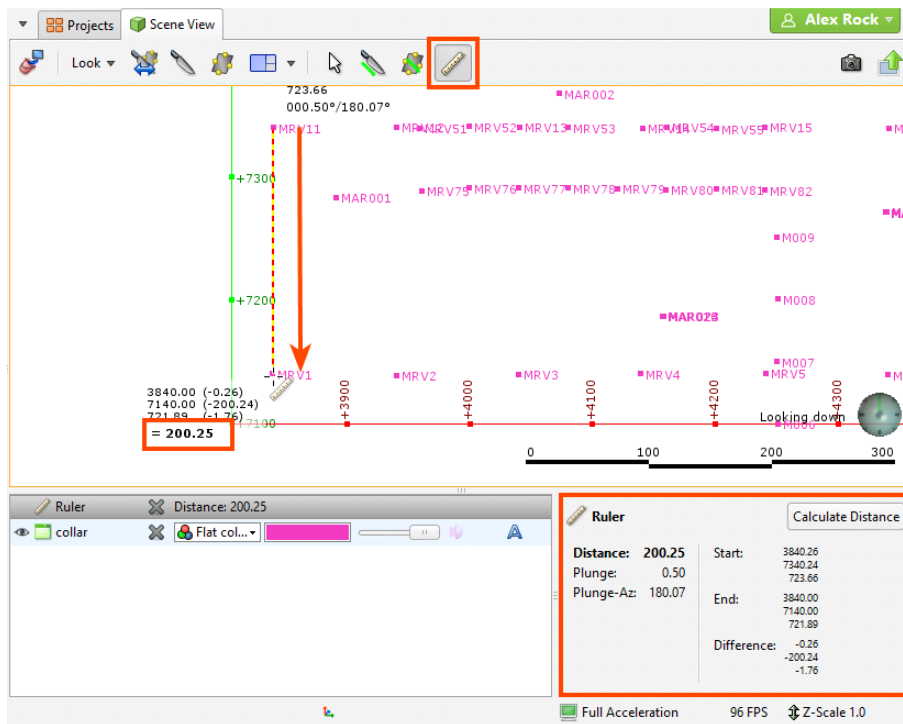 Projects
Scene View
Alex Rock
Look
723.66
000.50°/180.07°
MAR002
MRV11
MRV12
MRV51
MRV52
MRV13
MRV53
MRV14
MRV54
MRV55
MRV15
+7300
MAR001
MRV75
MRV76
MRV77
MRV78
MRV79
MRV80
MRV81
MRV82
M009
+7200
M008
M007
MRV1
MRV2
MRV3
MRV4
MRV5
3840.00 (-0.26)
7140.00 (-200.24)
721.89 (-1.76)
= 200.25
+7100
+3900
+4000
+4100
+4200
+4300
Looking down
M006
0 100 200 300
Ruler Distance: 200.25
collar Flat col... A
Ruler
Calculate Distance
Distance: 200.25
Plunge: 0.50
Plunge-Az: 180.07
Start: 3840.26
7340.24
723.66
End: 3840.00
7140.00
721.89
Difference: -0.26
-200.24
-1.76
Full Acceleration 96 FPS Z-Scale 1.0